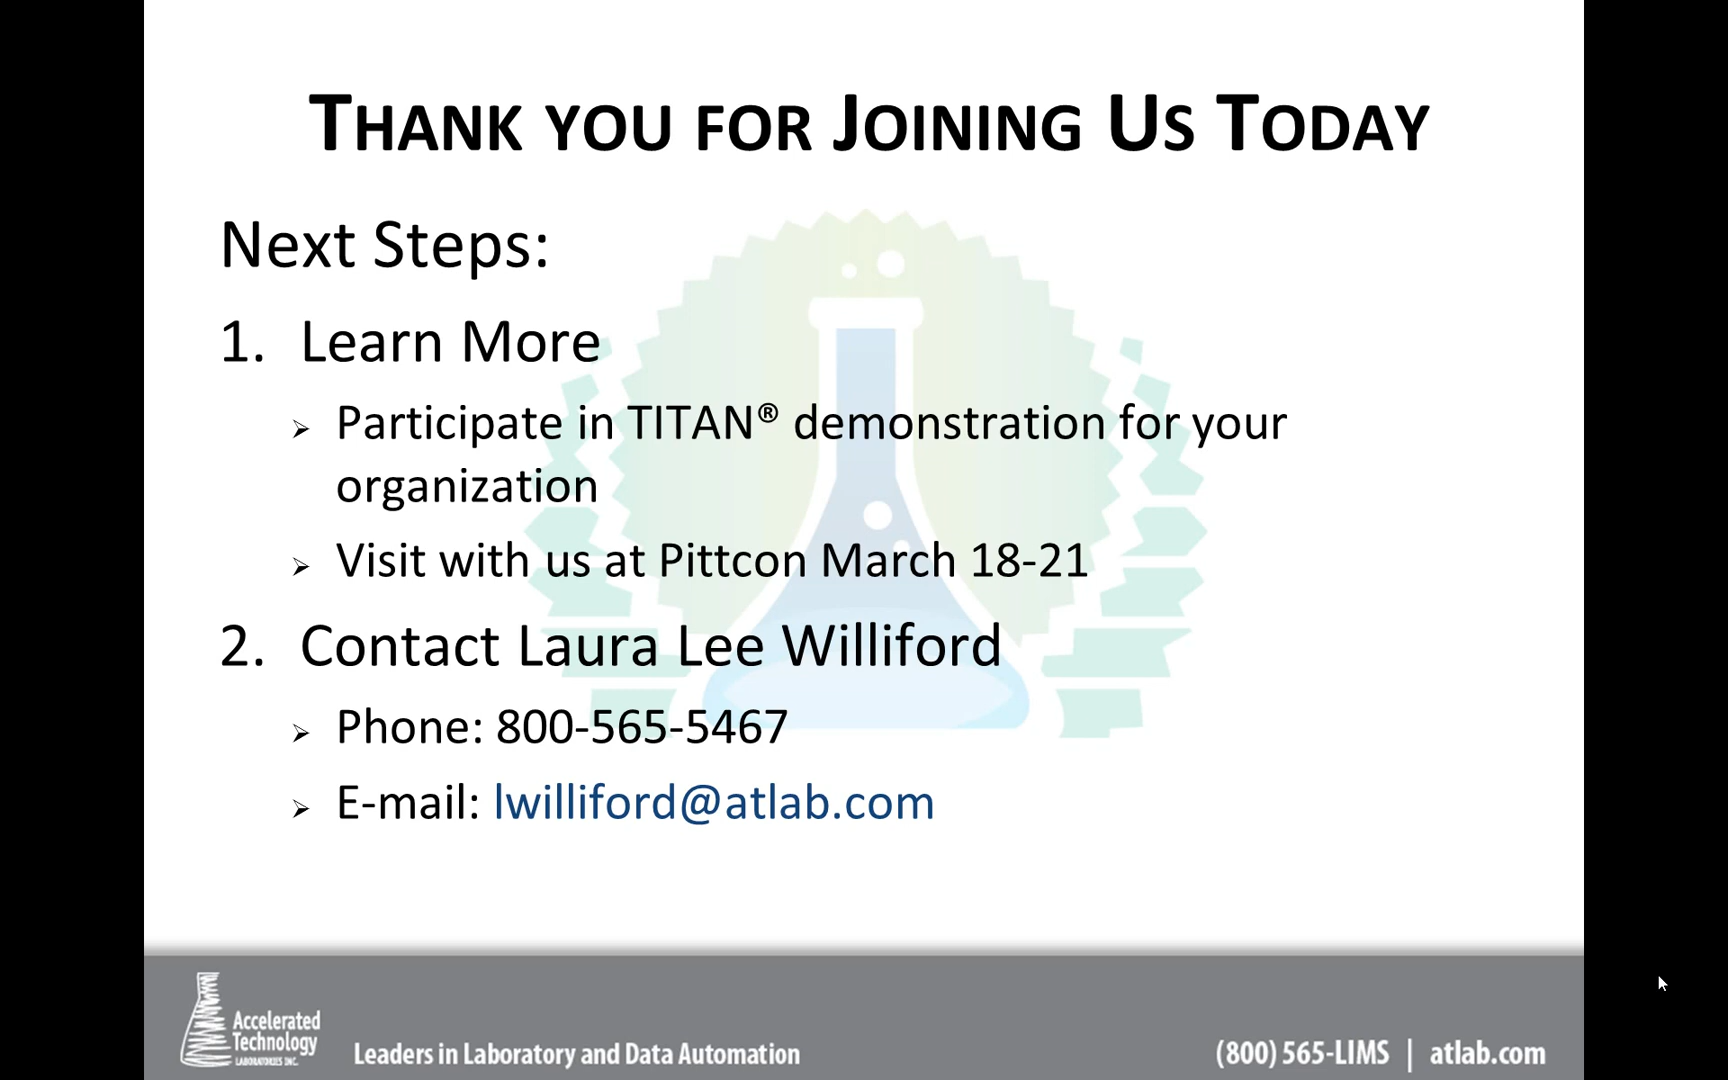 THANK YOU FOR JOINING US TODAY
Next Steps:
1. Learn More
➢ Participate in TITAN® demonstration for your
organization
➢ Visit with us at Pittcon March 18-21
2. Contact Laura Lee Williford
➢ Phone: 800-565-5467
➢ E-mail: lwilliford@atlab.com
Accelerated
Technology
LABORATORIES INC.
Leaders in Laboratory and Data Automation
(800) 565-LIMS | atlab.com